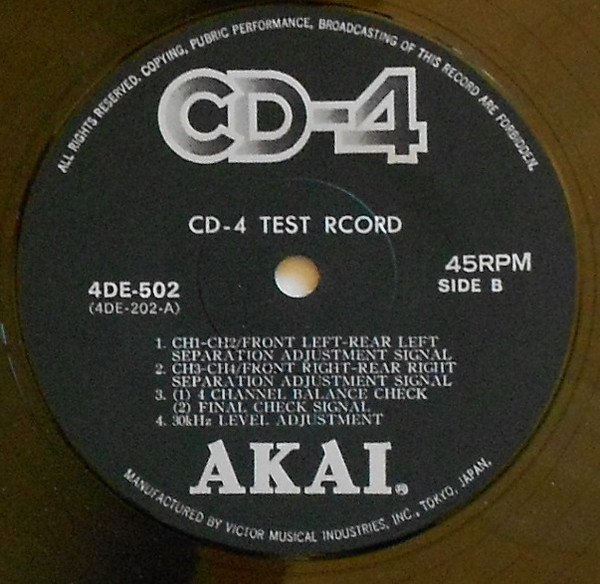 ALL RIGHTS RESERVED. COPYING, PUBRIC PERFORMANCE, BROADCASTING OF THIS RECORD ARE FORBIDDEN.
CD-4
CD-4 TEST RCORD
4DE-502
(4DE-202-A)
45RPM
SIDE B
1. CH1-CH2/FRONT LEFT-REAR LEFT
SEPARATION ADJUSTMENT SIGNAL
2. CH3-CH4/FRONT RIGHT-REAR RIGHT
SEPARATION ADJUSTMENT SIGNAL
3. (1) 4 CHANNEL BALANCE CHECK
(2) FINAL CHECK SIGNAL
4. 30kHz LEVEL ADJUSTMENT
AKAI®
MANUFACTURED BY VICTOR MUSICAL INDUSTRIES, INC., TOKYO, JAPAN.